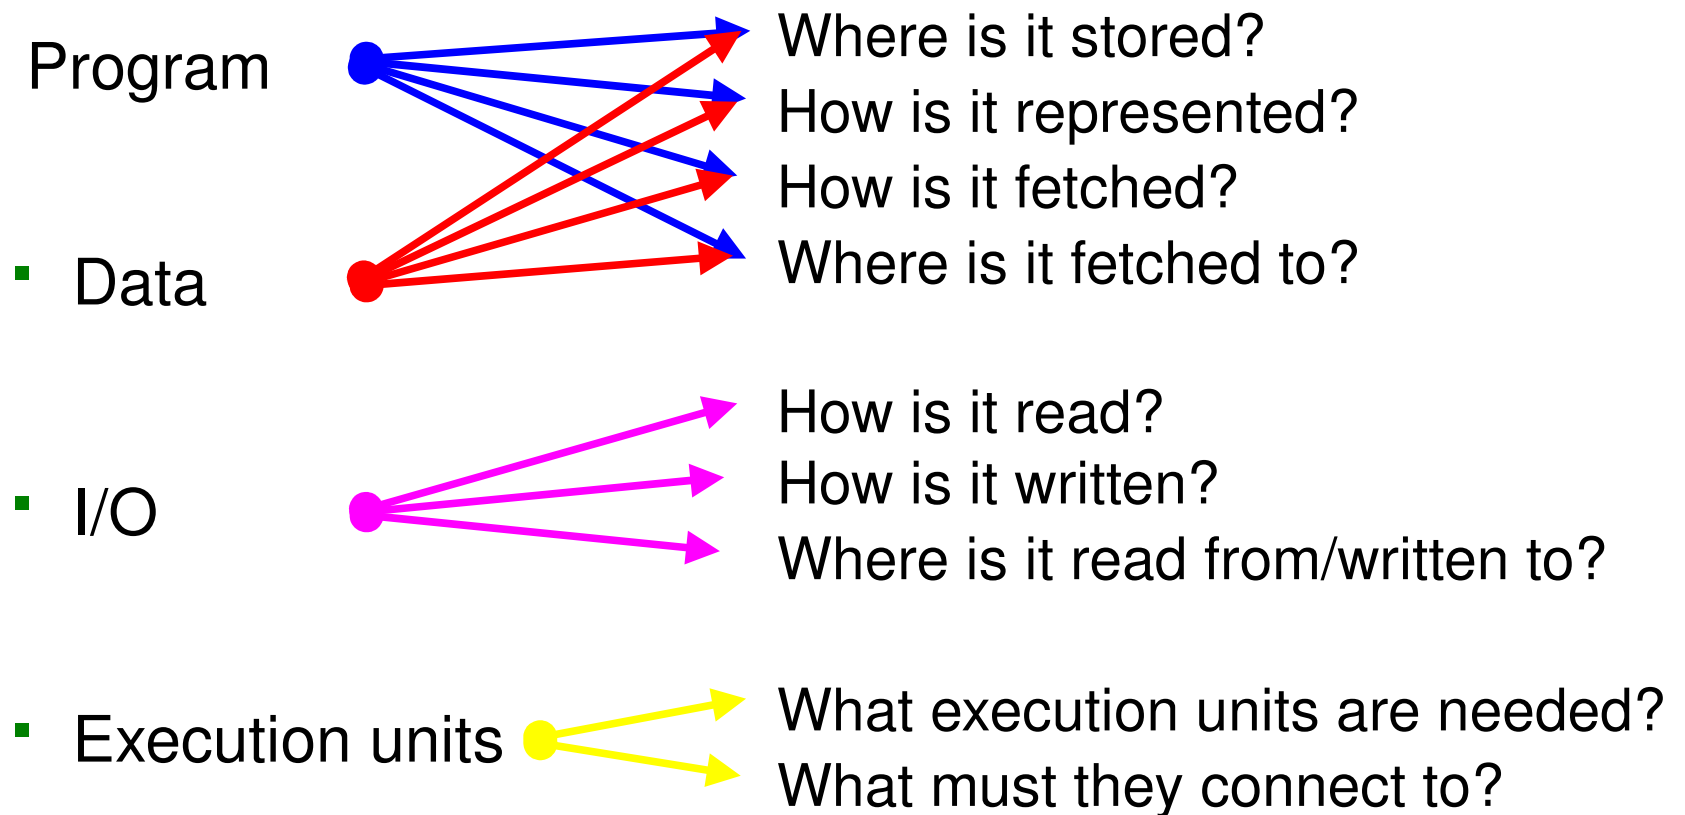 Program
Where is it stored?
How is it represented?
How is it fetched?
Data
Where is it fetched to?
How is it read?
I/O
How is it written?
Where is it read from/written to?
Execution units
What execution units are needed?
What must they connect to?